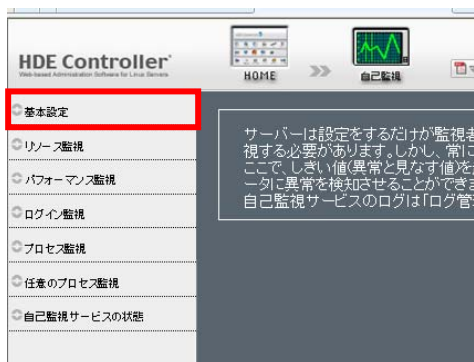 HDE Controller
Web-based Administration Software for Linux Servers
HOME
自己監視
基本設定
リソース監視
パフォーマンス監視
ログイン監視
プロセス監視
任意のプロセス監視
自己監視サービスの状態
サーバーは設定をするだけが監視者
視する必要があります。しかし、常に
ここで、しきい値(異常と見なす値)を
ータに異常を検知させることができま
自己監視サービスのログは「ログ管